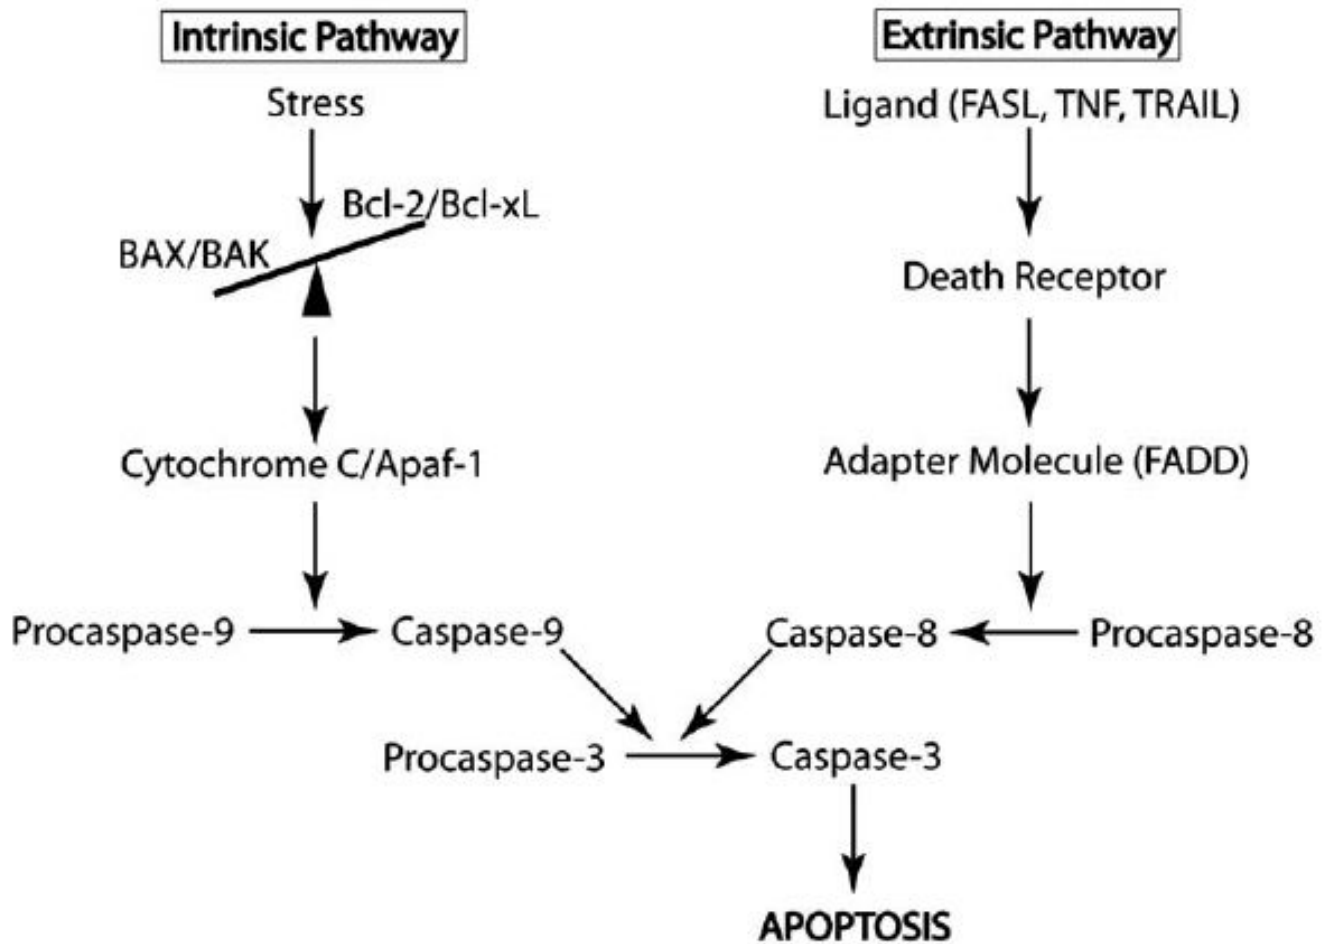 Intrinsic Pathway
Extrinsic Pathway
Stress
Ligand (FASL, TNF, TRAIL)
Bcl-2/Bcl-xL
BAX/BAK
Death Receptor
Cytochrome C/Apaf-1
Adapter Molecule (FADD)
Procaspase-9
Caspase-9
Caspase-8
Procaspase-8
Procaspase-3
Caspase-3
APOPTOSIS